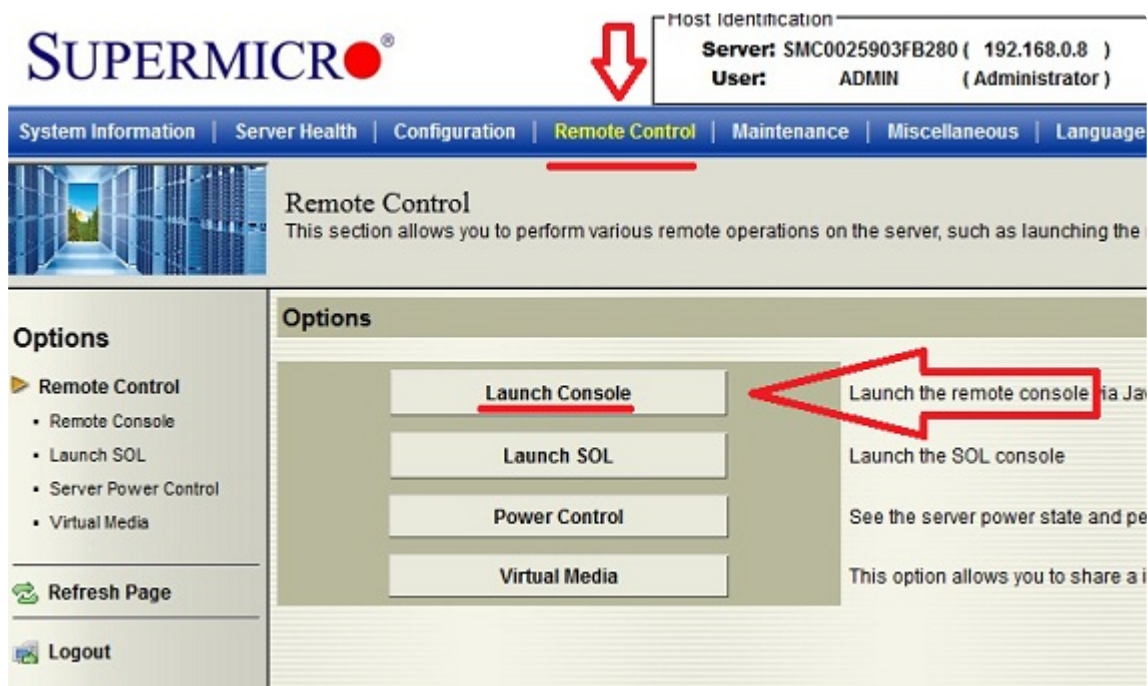 Host Identification
SUPERMICRO®
Server: SMC0025903FB280 ( 192.168.0.8 )
User: ADMIN ( Administrator )
System Information | Server Health | Configuration | Remote Control | Maintenance | Miscellaneous | Language
Remote Control
This section allows you to perform various remote operations on the server, such as launching the
Options
Remote Control
Remote Console
Launch SOL
Server Power Control
Virtual Media
Refresh Page
Logout
Options
Launch Console
Launch the remote console via Jav
Launch SOL
Launch the SOL console
Power Control
See the server power state and pe
Virtual Media
This option allows you to share a i